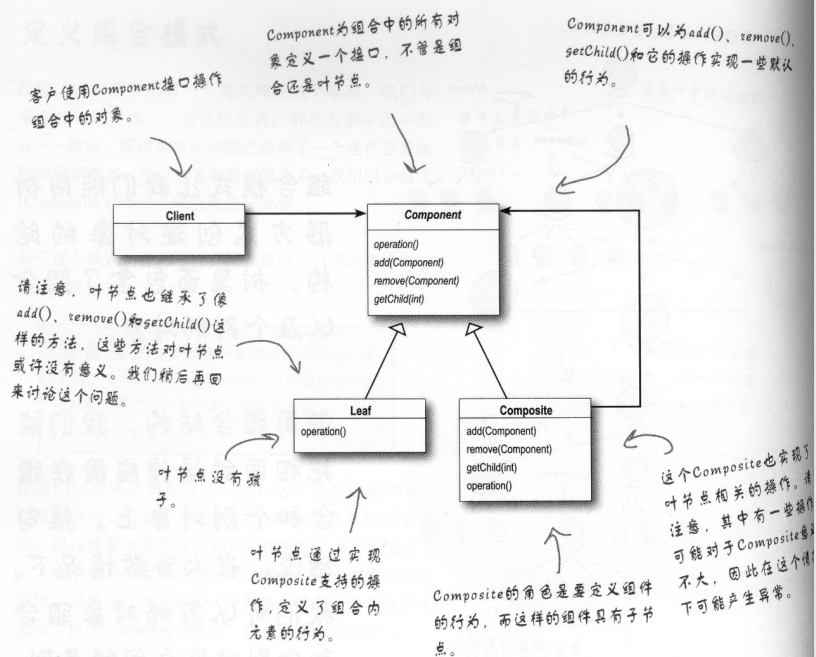 Component为组合中的所有对
象定义一个接口，不管是组
合还是叶节点。
Component可以为add()、remove()、
getChild()和它的操作实现一些默认
的行为。
客户使用Component接口操作
组合中的对象。
Client
Component
operation()
add(Component)
remove(Component)
getChild(int)
请注意，叶节点也继承了像
add()、remove()和getChild()这
样的方法，这些方法对叶节点
或许没有意义。我们稍后再回
来讨论这个问题。
Leaf
operation()
Composite
add(Component)
remove(Component)
getChild(int)
operation()
叶节点没有孩
子。
这个Composite也实现了
叶节点相关的操作。请
注意，其中有一些操作
可能对于Composite意义
不大，因此在这个情
下可能产生异常。
叶节点通过实现
Composite支持的操
作，定义了组合内
元素的行为。
Composite的角色是要定义组件
的行为，而这样的组件具有子节
点。